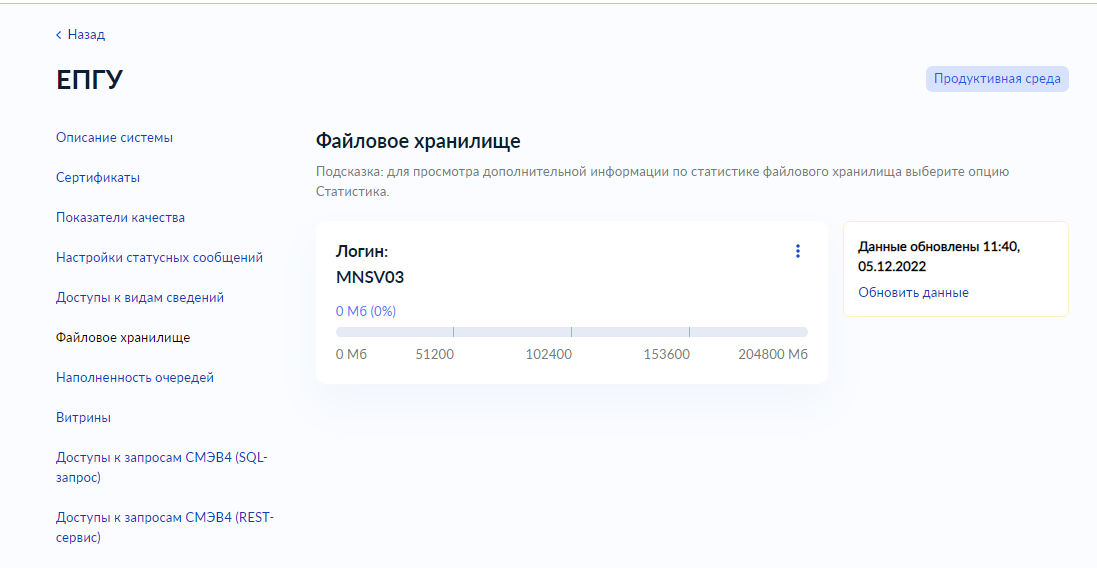 Назад
ЕПГУ
Продуктивная среда
Описание системы
Сертификаты
Показатели качества
Настройки статусных сообщений
Доступы к видам сведений
Файловое хранилище
Наполненность очередей
Витрины
Доступы к запросам СМЭВ4 (SQL-
запрос)
Доступы к запросам СМЭВ4 (REST-
сервис)
Файловое хранилище
Подсказка: для просмотра дополнительной информации по статистике файлового хранилища выберите опцию
Статистика.
Логин:
MNSV03
0 Мб (0%)
0 Мб 51200 102400 153600 204800 Мб
Данные обновлены 11:40,
05.12.2022
Обновить данные